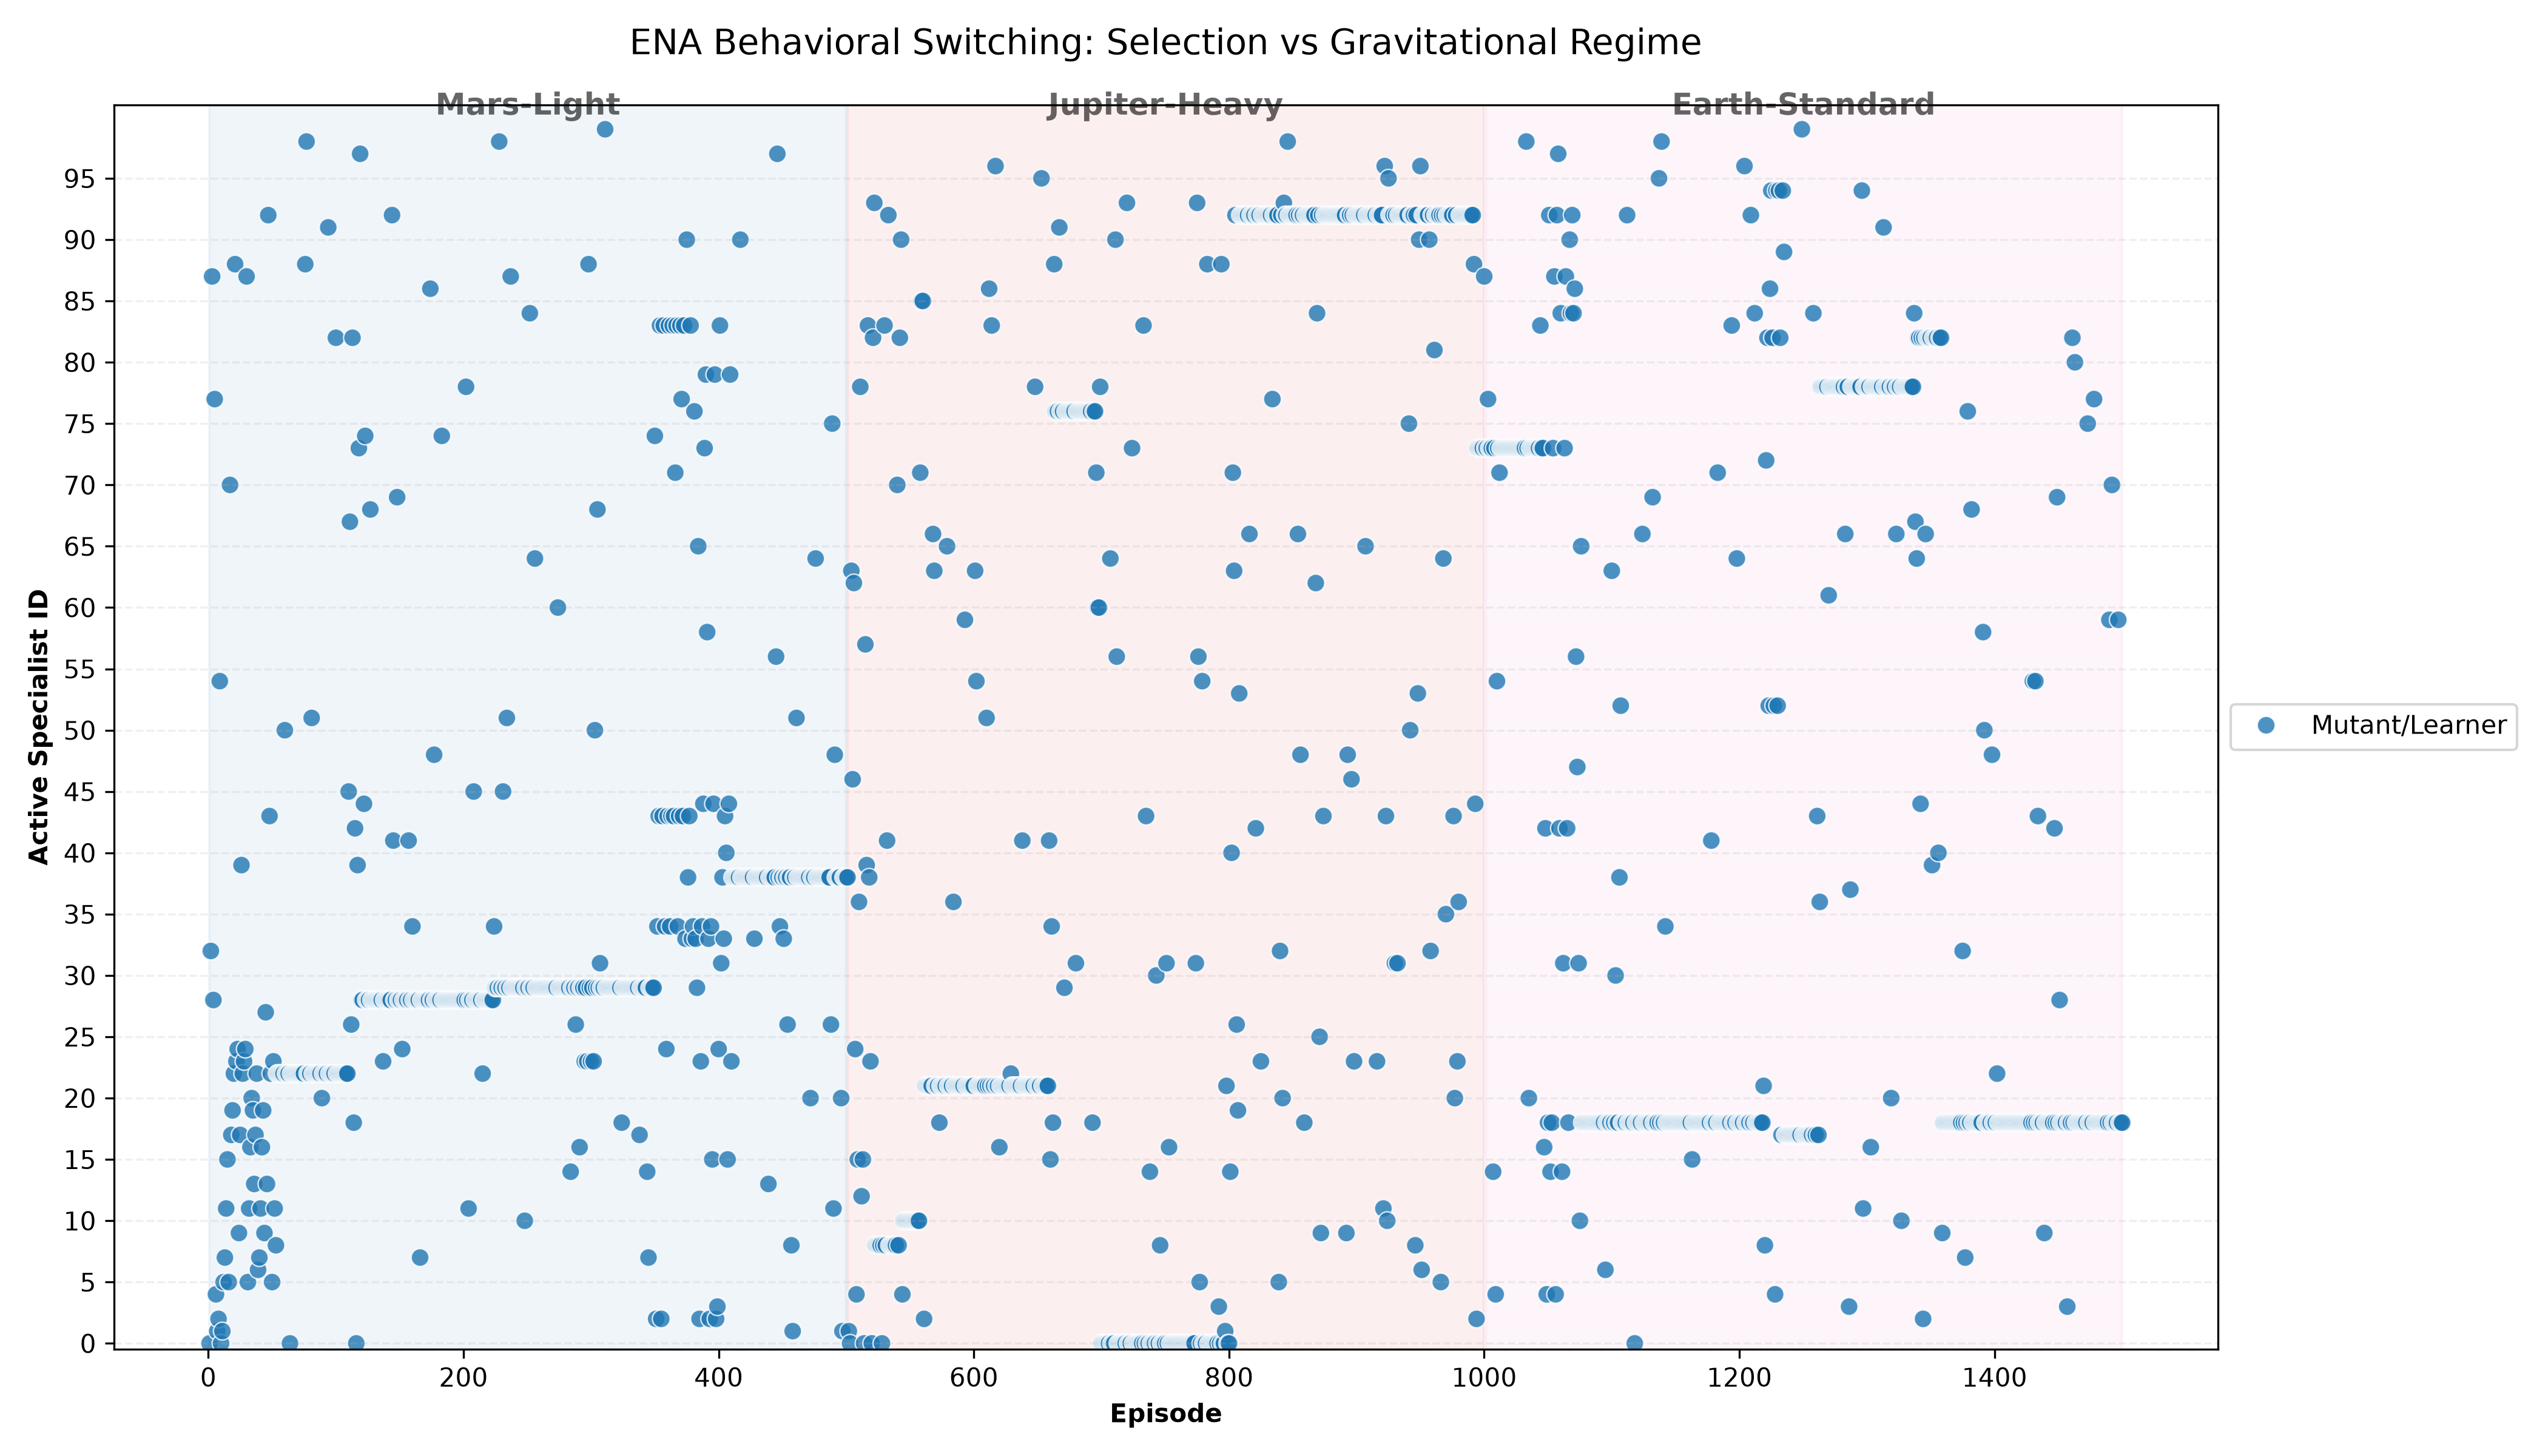 ENA Behavioral Switching: Selection vs Gravitational Regime
Mars-Light
Jupiter-Heavy
Earth-Standard
95
90
85
80
75
70
65
60
55
50
45
40
35
30
25
20
15
10
5
0
Active Specialist ID
Mutant/Learner
0 200 400 600 800 1000 1200 1400
Episode